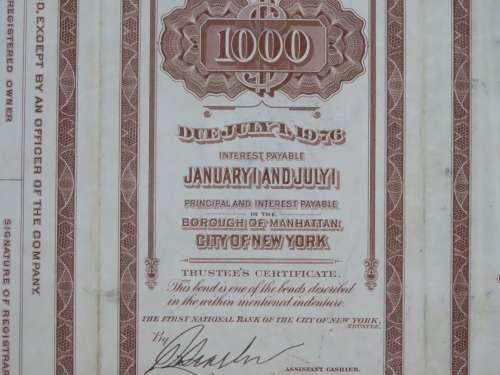 D, EXCEPT BY AN OFFICER OF THE COMPANY.
REGISTERED OWNER
SIGNATURE OF REGISTRAR
1000
DUE JULY 1, 1976
INTEREST PAYABLE
JANUARY 1 AND JULY 1
PRINCIPAL AND INTEREST PAYABLE
IN THE
BOROUGH OF MANHATTAN
CITY OF NEW YORK
TRUSTEE'S CERTIFICATE.
This bond is one of the bonds described
in the within mentioned indenture.
THE FIRST NATIONAL BANK OF THE CITY OF NEW YORK,
TRUSTEE,
By
ASSISTANT CASHIER.